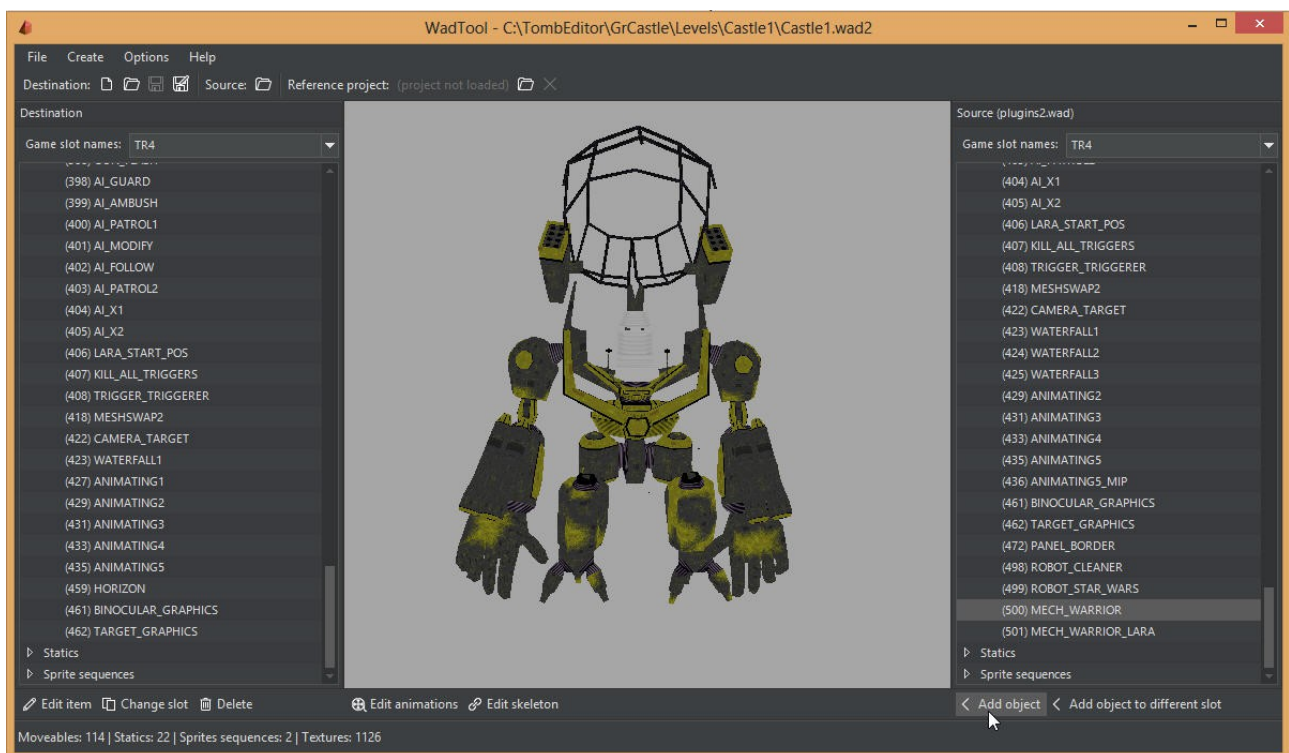 WadTool - C:\TombEditor\GrCastle\Levels\Castle1\Castle1.wad2
File Create Options Help
Destination: Source: Reference project: (project not loaded)
Destination
Game slot names: TR4
(398) AI_GUARD
(399) AI_AMBUSH
(400) AI_PATROL1
(401) AI_MODIFY
(402) AI_FOLLOW
(403) AI_PATROL2
(404) AI_X1
(405) AI_X2
(406) LARA_START_POS
(407) KILL_ALL_TRIGGERS
(408) TRIGGER_TRIGGERER
(418) MESHSWAP2
(422) CAMERA_TARGET
(423) WATERFALL1
(427) ANIMATING1
(429) ANIMATING2
(431) ANIMATING3
(433) ANIMATING4
(435) ANIMATING5
(459) HORIZON
(461) BINOCULAR_GRAPHICS
(462) TARGET_GRAPHICS
Statics
Sprite sequences
Edit item Change slot Delete
Edit animations Edit skeleton
Source (plugins2.wad)
Game slot names: TR4
(404) AI_X1
(405) AI_X2
(406) LARA_START_POS
(407) KILL_ALL_TRIGGERS
(408) TRIGGER_TRIGGERER
(418) MESHSWAP2
(422) CAMERA_TARGET
(423) WATERFALL1
(424) WATERFALL2
(425) WATERFALL3
(429) ANIMATING2
(431) ANIMATING3
(433) ANIMATING4
(435) ANIMATING5
(436) ANIMATING5_MIP
(461) BINOCULAR_GRAPHICS
(462) TARGET_GRAPHICS
(472) PANEL_BORDER
(498) ROBOT_CLEANER
(499) ROBOT_STAR_WARS
(500) MECH_WARRIOR
(501) MECH_WARRIOR_LARA
Statics
Sprite sequences
Add object Add object to different slot
Moveables: 114 | Statics: 22 | Sprites sequences: 2 | Textures: 1126